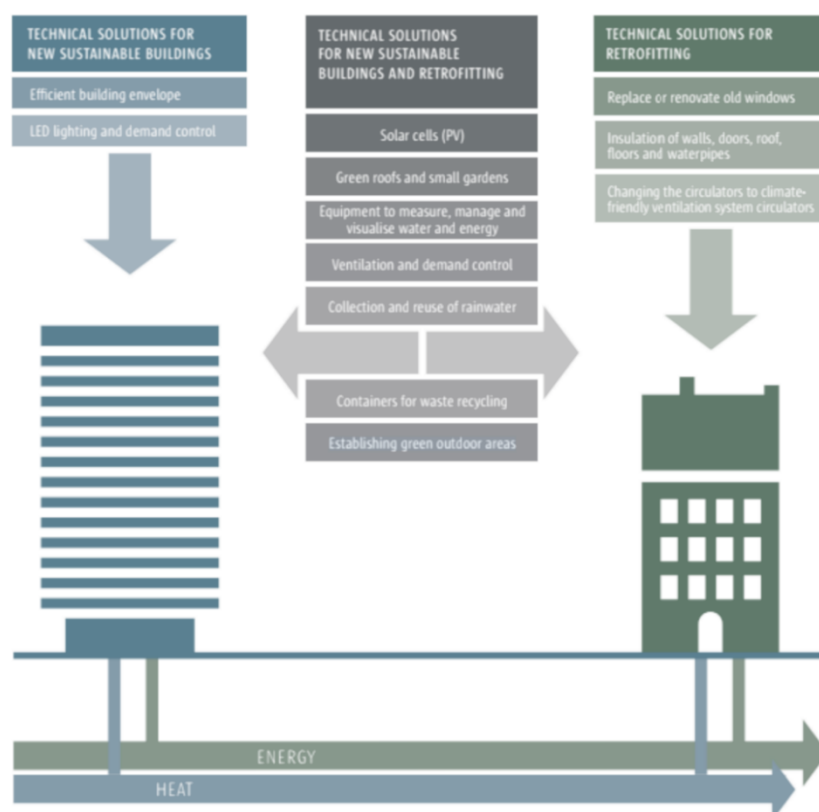 TECHNICAL SOLUTIONS FOR
NEW SUSTAINABLE BUILDINGS
Efficient building envelope
LED lighting and demand control
TECHNICAL SOLUTIONS
FOR NEW SUSTAINABLE
BUILDINGS AND RETROFITTING
Solar cells (PV)
Green roofs and small gardens
Equipment to measure, manage and
visualise water and energy
Ventilation and demand control
Collection and reuse of rainwater
Containers for waste recycling
Establishing green outdoor areas
TECHNICAL SOLUTIONS FOR
RETROFITTING
Replace or renovate old windows
Insulation of walls, doors, roof,
floors and waterpipes
Changing the circulators to climate-
friendly ventilation system circulators
ENERGY
HEAT